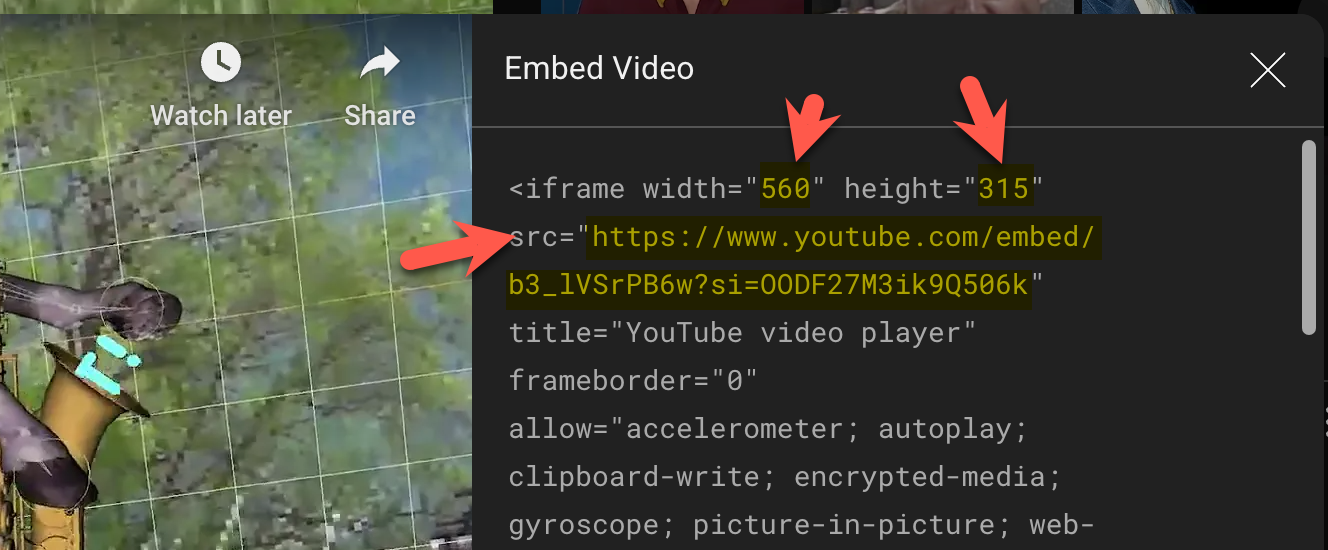 Watch later
Share
Embed Video
<iframe width="560" height="315"
src="https://www.youtube.com/embed/
b3_lVSrPB6w?si=OODF27M3ik9Q506k"
title="YouTube video player"
frameborder="0"
allow="accelerometer; autoplay;
clipboard-write; encrypted-media;
gyroscope; picture-in-picture; web-